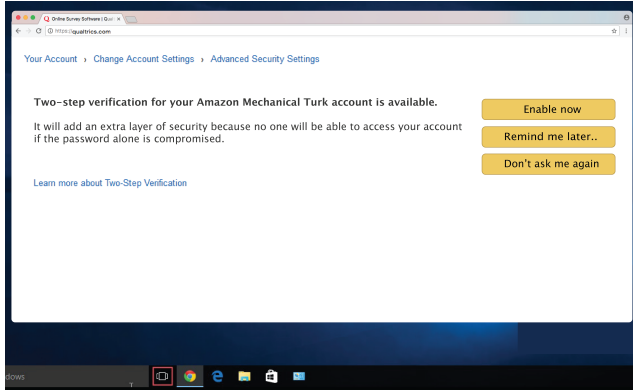 Online Survey Software | Qual
https://qualtrics.com
Your Account › Change Account Settings › Advanced Security Settings
Two-step verification for your Amazon Mechanical Turk account is available.
It will add an extra layer of security because no one will be able to access your account
if the password alone is compromised.
Learn more about Two-Step Verification
Enable now
Remind me later..
Don't ask me again
dows